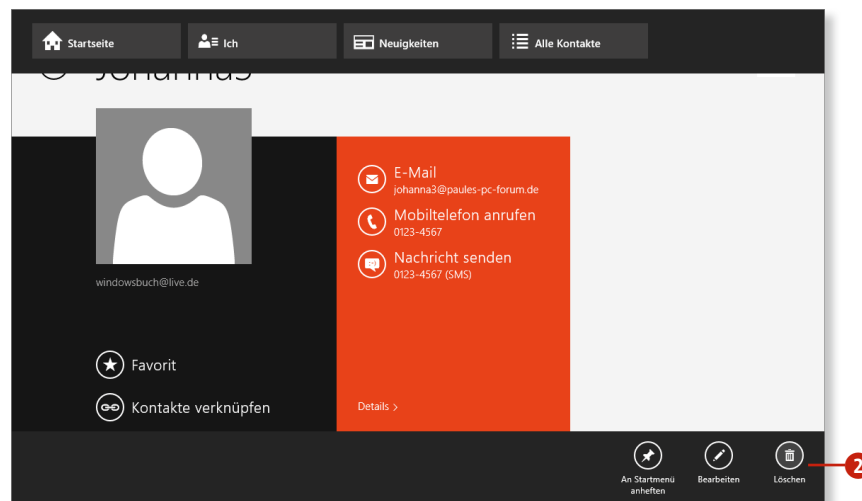 Startseite
Ich
Neuigkeiten
Alle Kontakte
Johanna3
E-Mail
johanna3@paules-pc-forum.de
Mobiltelefon anrufen
0123-4567
Nachricht senden
0123-4567 (SMS)
windowsbuch@live.de
Favorit
Kontakte verknüpfen
Details >
An Startmenü
anheften
Bearbeiten
Löschen
2